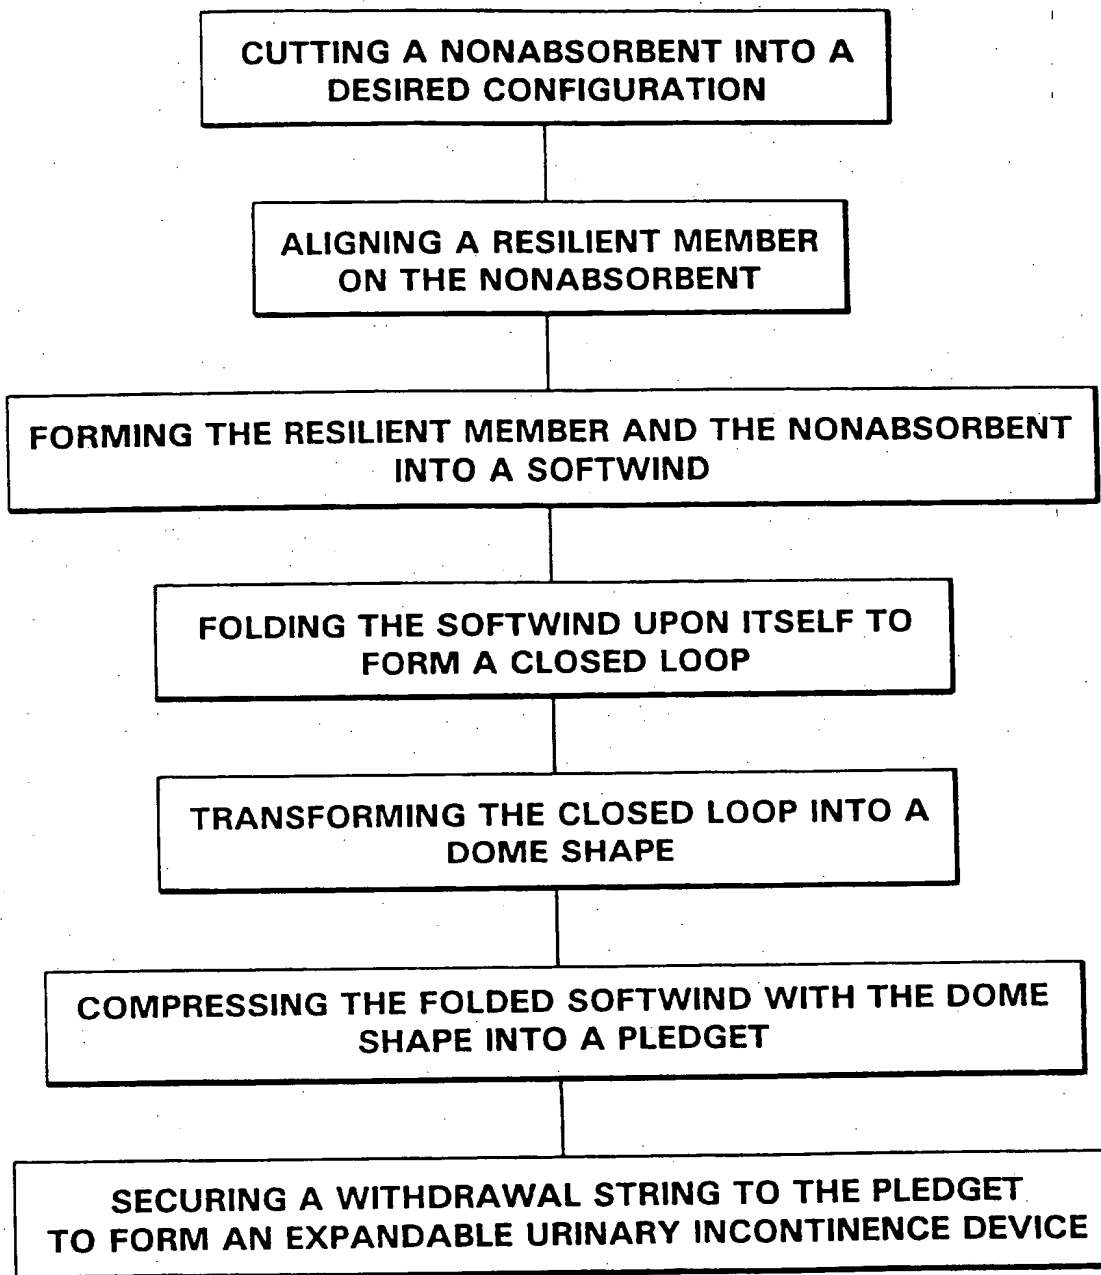 CUTTING A NONABSORBENT INTO A
DESIRED CONFIGURATION
ALIGNING A RESILIENT MEMBER
ON THE NONABSORBENT
FORMING THE RESILIENT MEMBER AND THE NONABSORBENT
INTO A SOFTWIND
FOLDING THE SOFTWIND UPON ITSELF TO
FORM A CLOSED LOOP
TRANSFORMING THE CLOSED LOOP INTO A
DOME SHAPE
COMPRESSING THE FOLDED SOFTWIND WITH THE DOME
SHAPE INTO A PLEDGET
SECURING A WITHDRAWAL STRING TO THE PLEDGET
TO FORM AN EXPANDABLE URINARY INCONTINENCE DEVICE